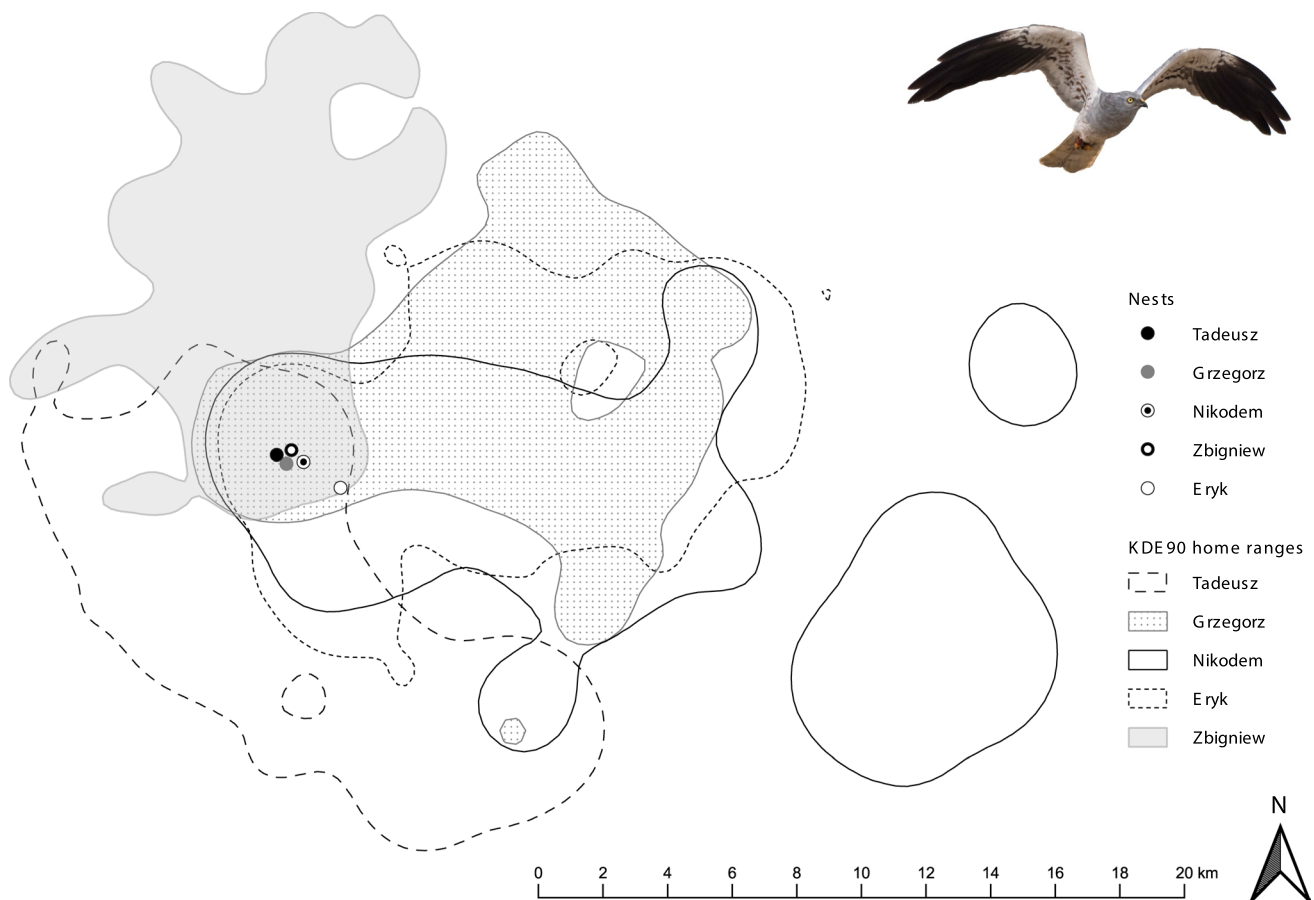 Nests
Tadeusz
Grzegorz
Nikodem
Zbigniew
Eryk
KDE90 home ranges
Tadeusz
Grzegorz
Nikodem
Eryk
Zbigniew
N
0 2 4 6 8 10 12 14 16 18 20 km